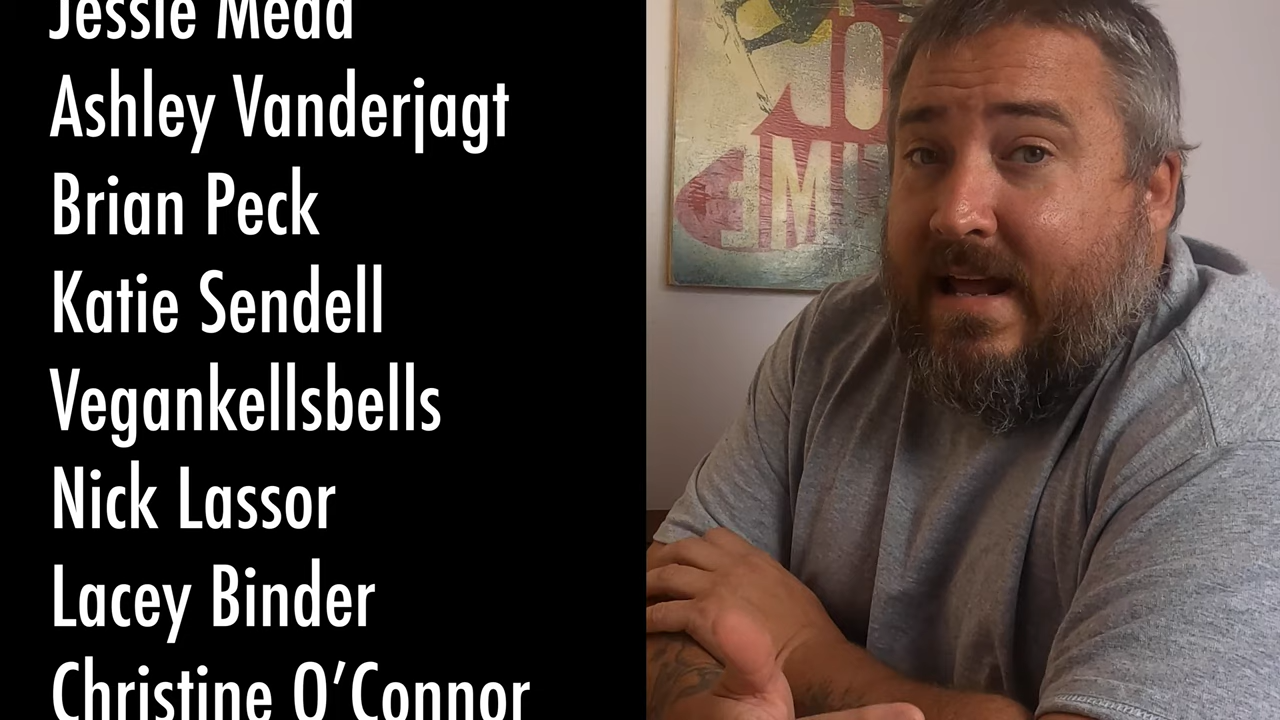 Jessie Mead
Ashley Vanderjagt
Brian Peck
Katie Sendell
Vegankellsbells
Nick Lassor
Lacey Binder
Christine O’Connor